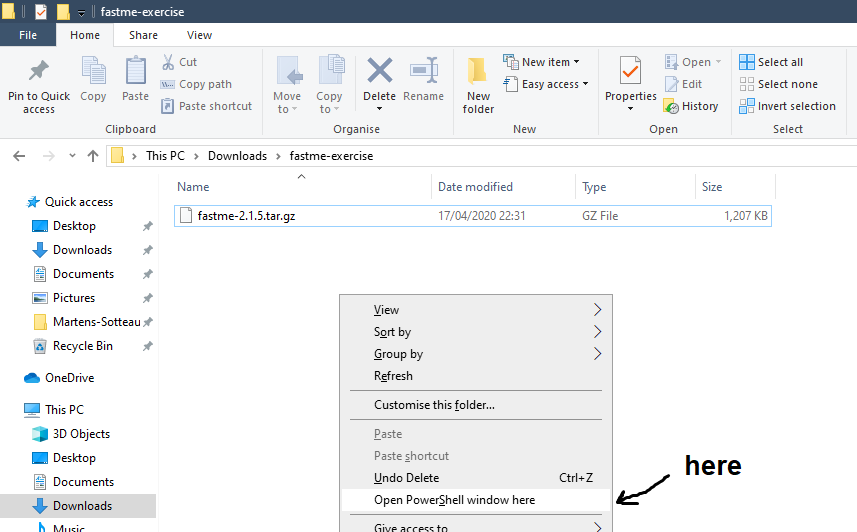 fastme-exercise
File Home Share View
Pin to Quick access
Copy
Paste
Cut
Copy path
Paste shortcut
Move to
Copy to
Delete
Rename
New folder
New item
Easy access
Properties
Open
Edit
History
Select all
Select none
Invert selection
Clipboard Organise New Open Select
This PC Downloads fastme-exercise
Name Date modified Type Size
fastme-2.1.5.tar.gz 17/04/2020 22:31 GZ File 1,207 KB
Quick access
Desktop
Downloads
Documents
Pictures
Martens-Sotteau
Recycle Bin
OneDrive
This PC
3D Objects
Desktop
Documents
Downloads
Music
View
Sort by
Group by
Refresh
Customise this folder...
Paste
Paste shortcut
Undo Delete Ctrl+Z
Open PowerShell window here
Give access to
here